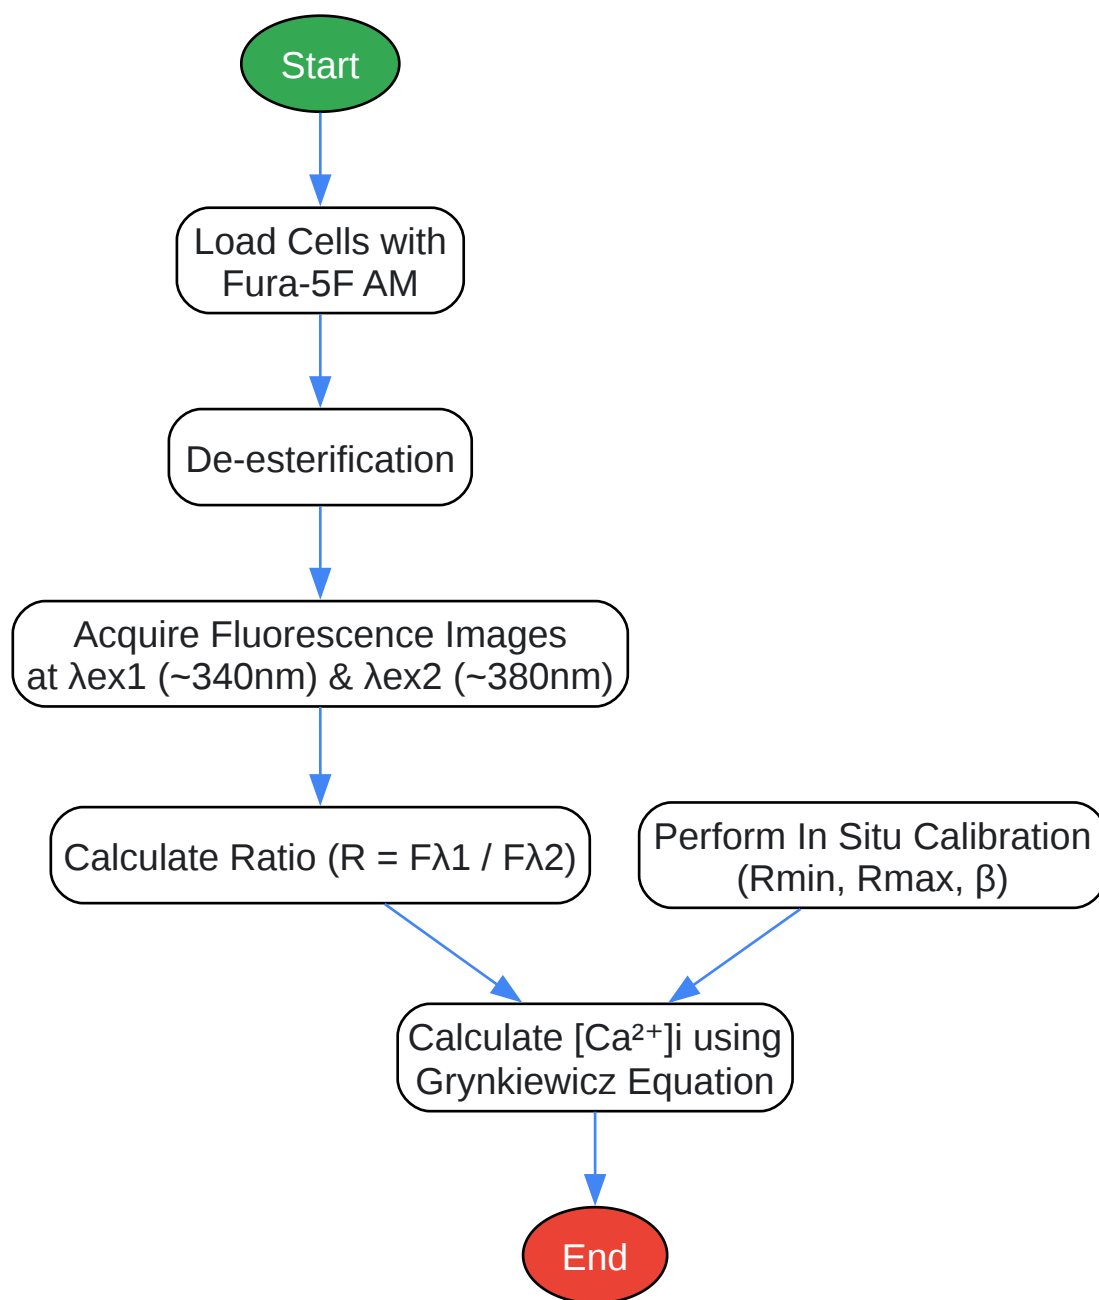 Start
Load Cells with
Fura-5F AM
De-esterification
Acquire Fluorescence Images
at λex1 (~340nm) & λex2 (~380nm)
Calculate Ratio (R = Fλ1 / Fλ2)
Perform In Situ Calibration
(Rmin, Rmax, β)
Calculate [Ca²⁺]i using
Grynkiewicz Equation
End